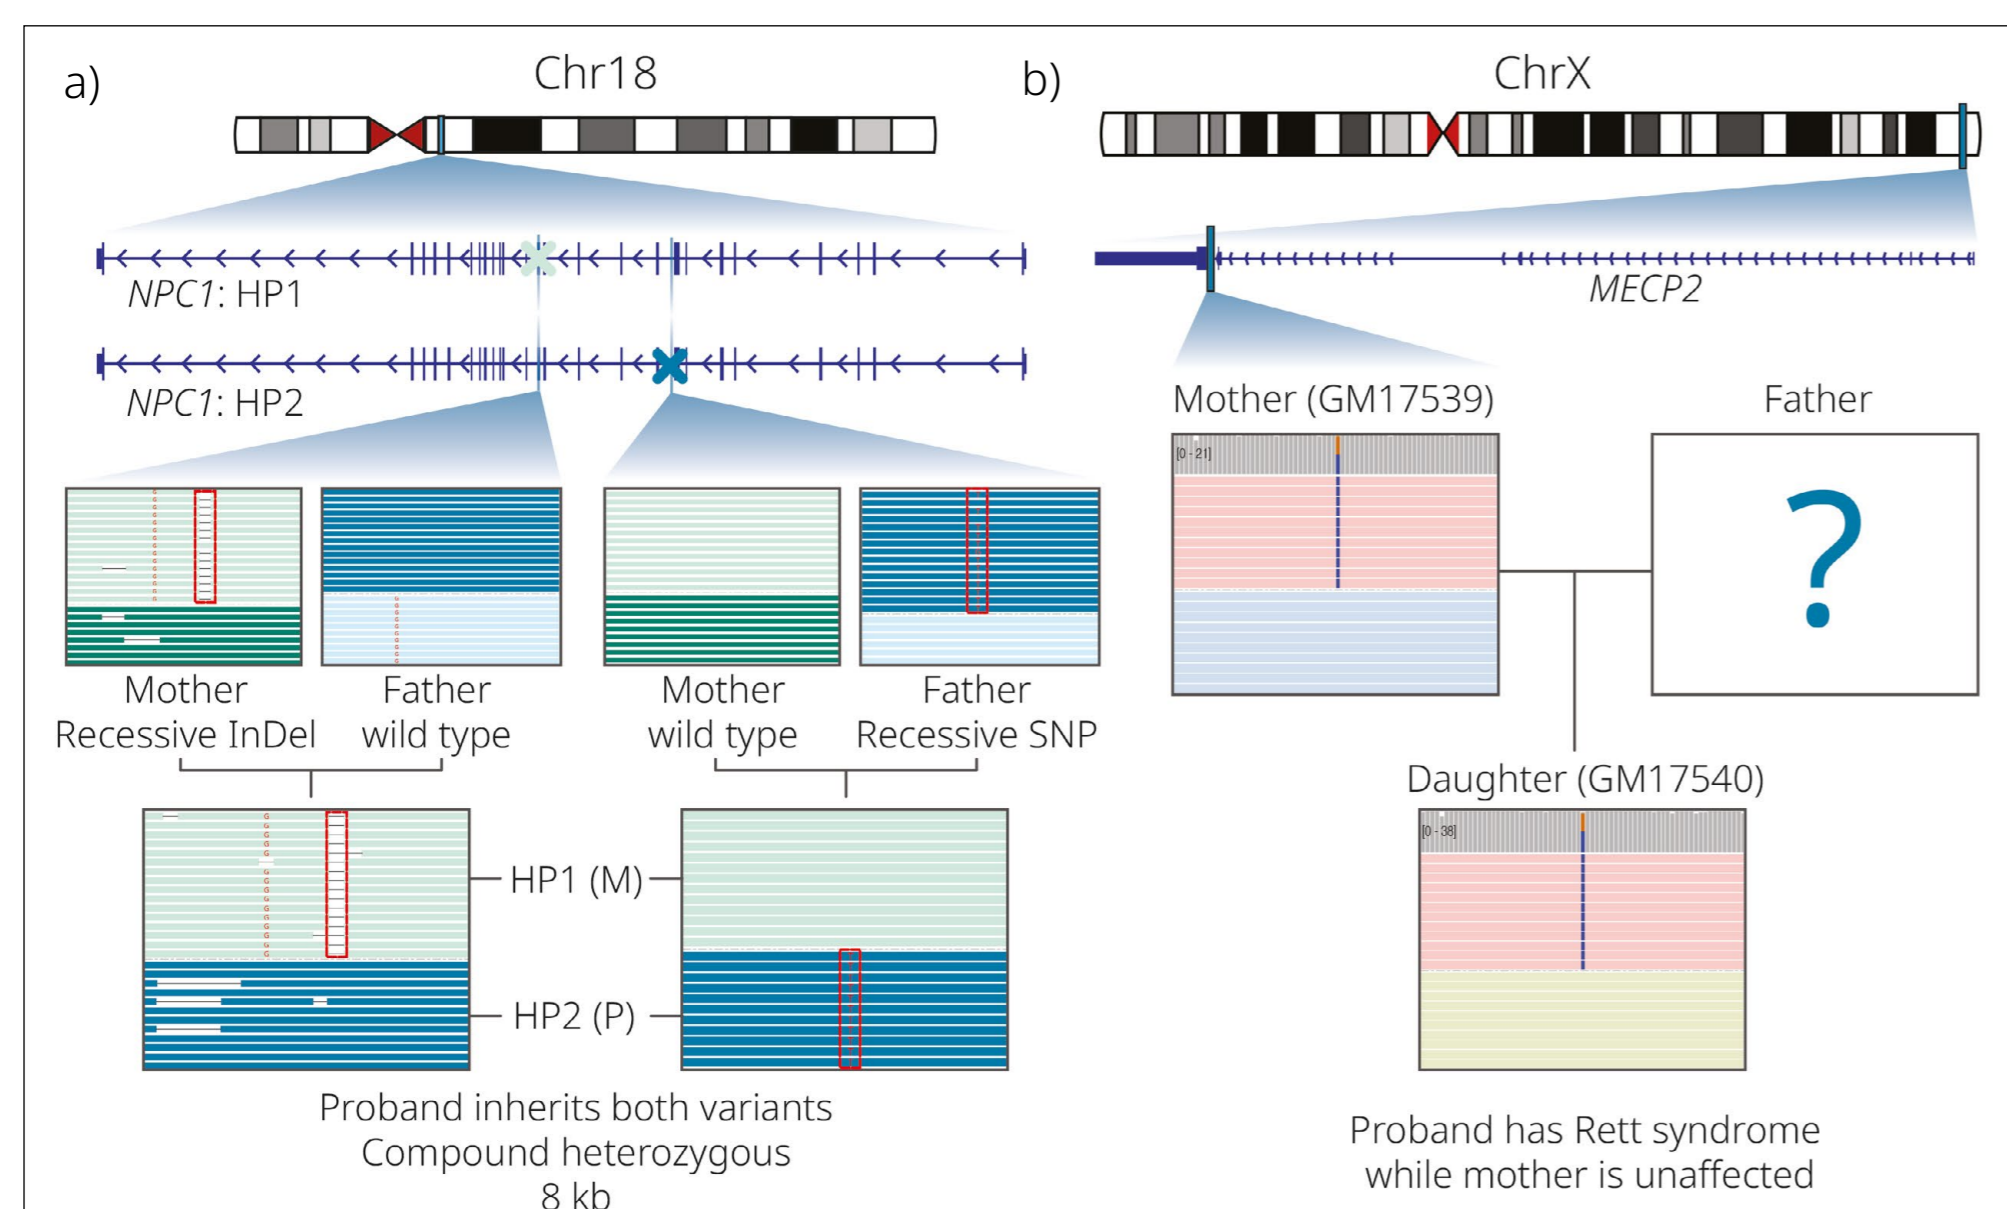 a)
Chr18
NPC1: HP1
NPC1: HP2
Mother
Recessive InDel
Father
wild type
Mother
wild type
Father
Recessive SNP
HP1 (M)
HP2 (P)
Proband inherits both variants
Compound heterozygous
8 kb
b)
ChrX
MECP2
Mother (GM17539)
Father
[0 - 21]
?
Daughter (GM17540)
[0 - 38]
Proband has Rett syndrome
while mother is unaffected